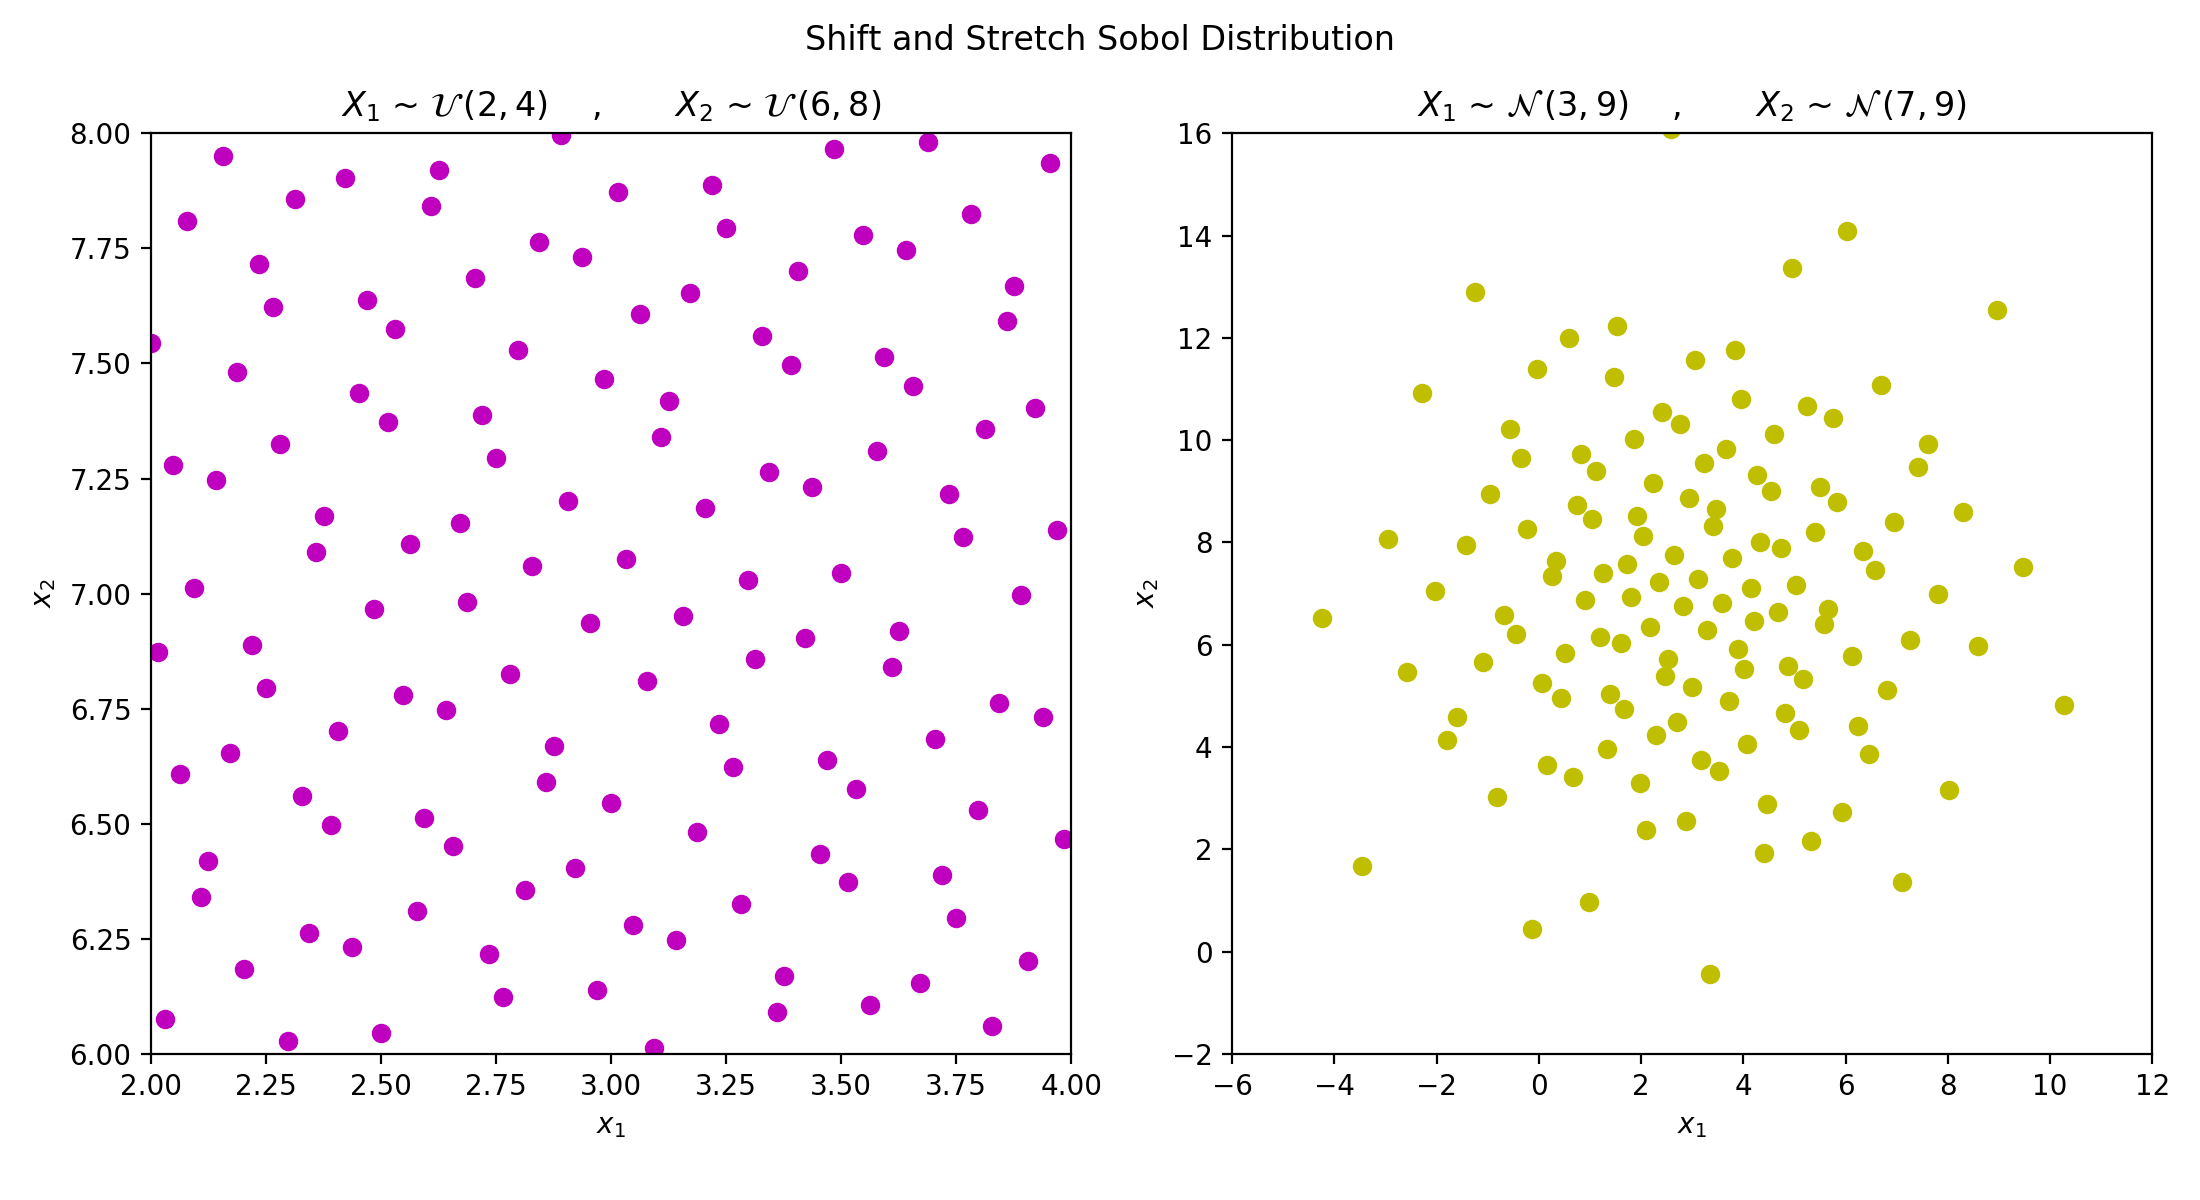 Shift and Stretch Sobol Distribution
X₁ ~ 𝒰(2, 4) , X₂ ~ 𝒰(6, 8)
8.00
7.75
7.50
7.25
7.00
6.75
6.50
6.25
6.00
x₂
2.00 2.25 2.50 2.75 3.00 3.25 3.50 3.75 4.00
x₁
X₁ ~ 𝒩(3, 9) , X₂ ~ 𝒩(7, 9)
16
14
12
10
8
6
4
2
0
−2
x₂
−6 −4 −2 0 2 4 6 8 10 12
x₁